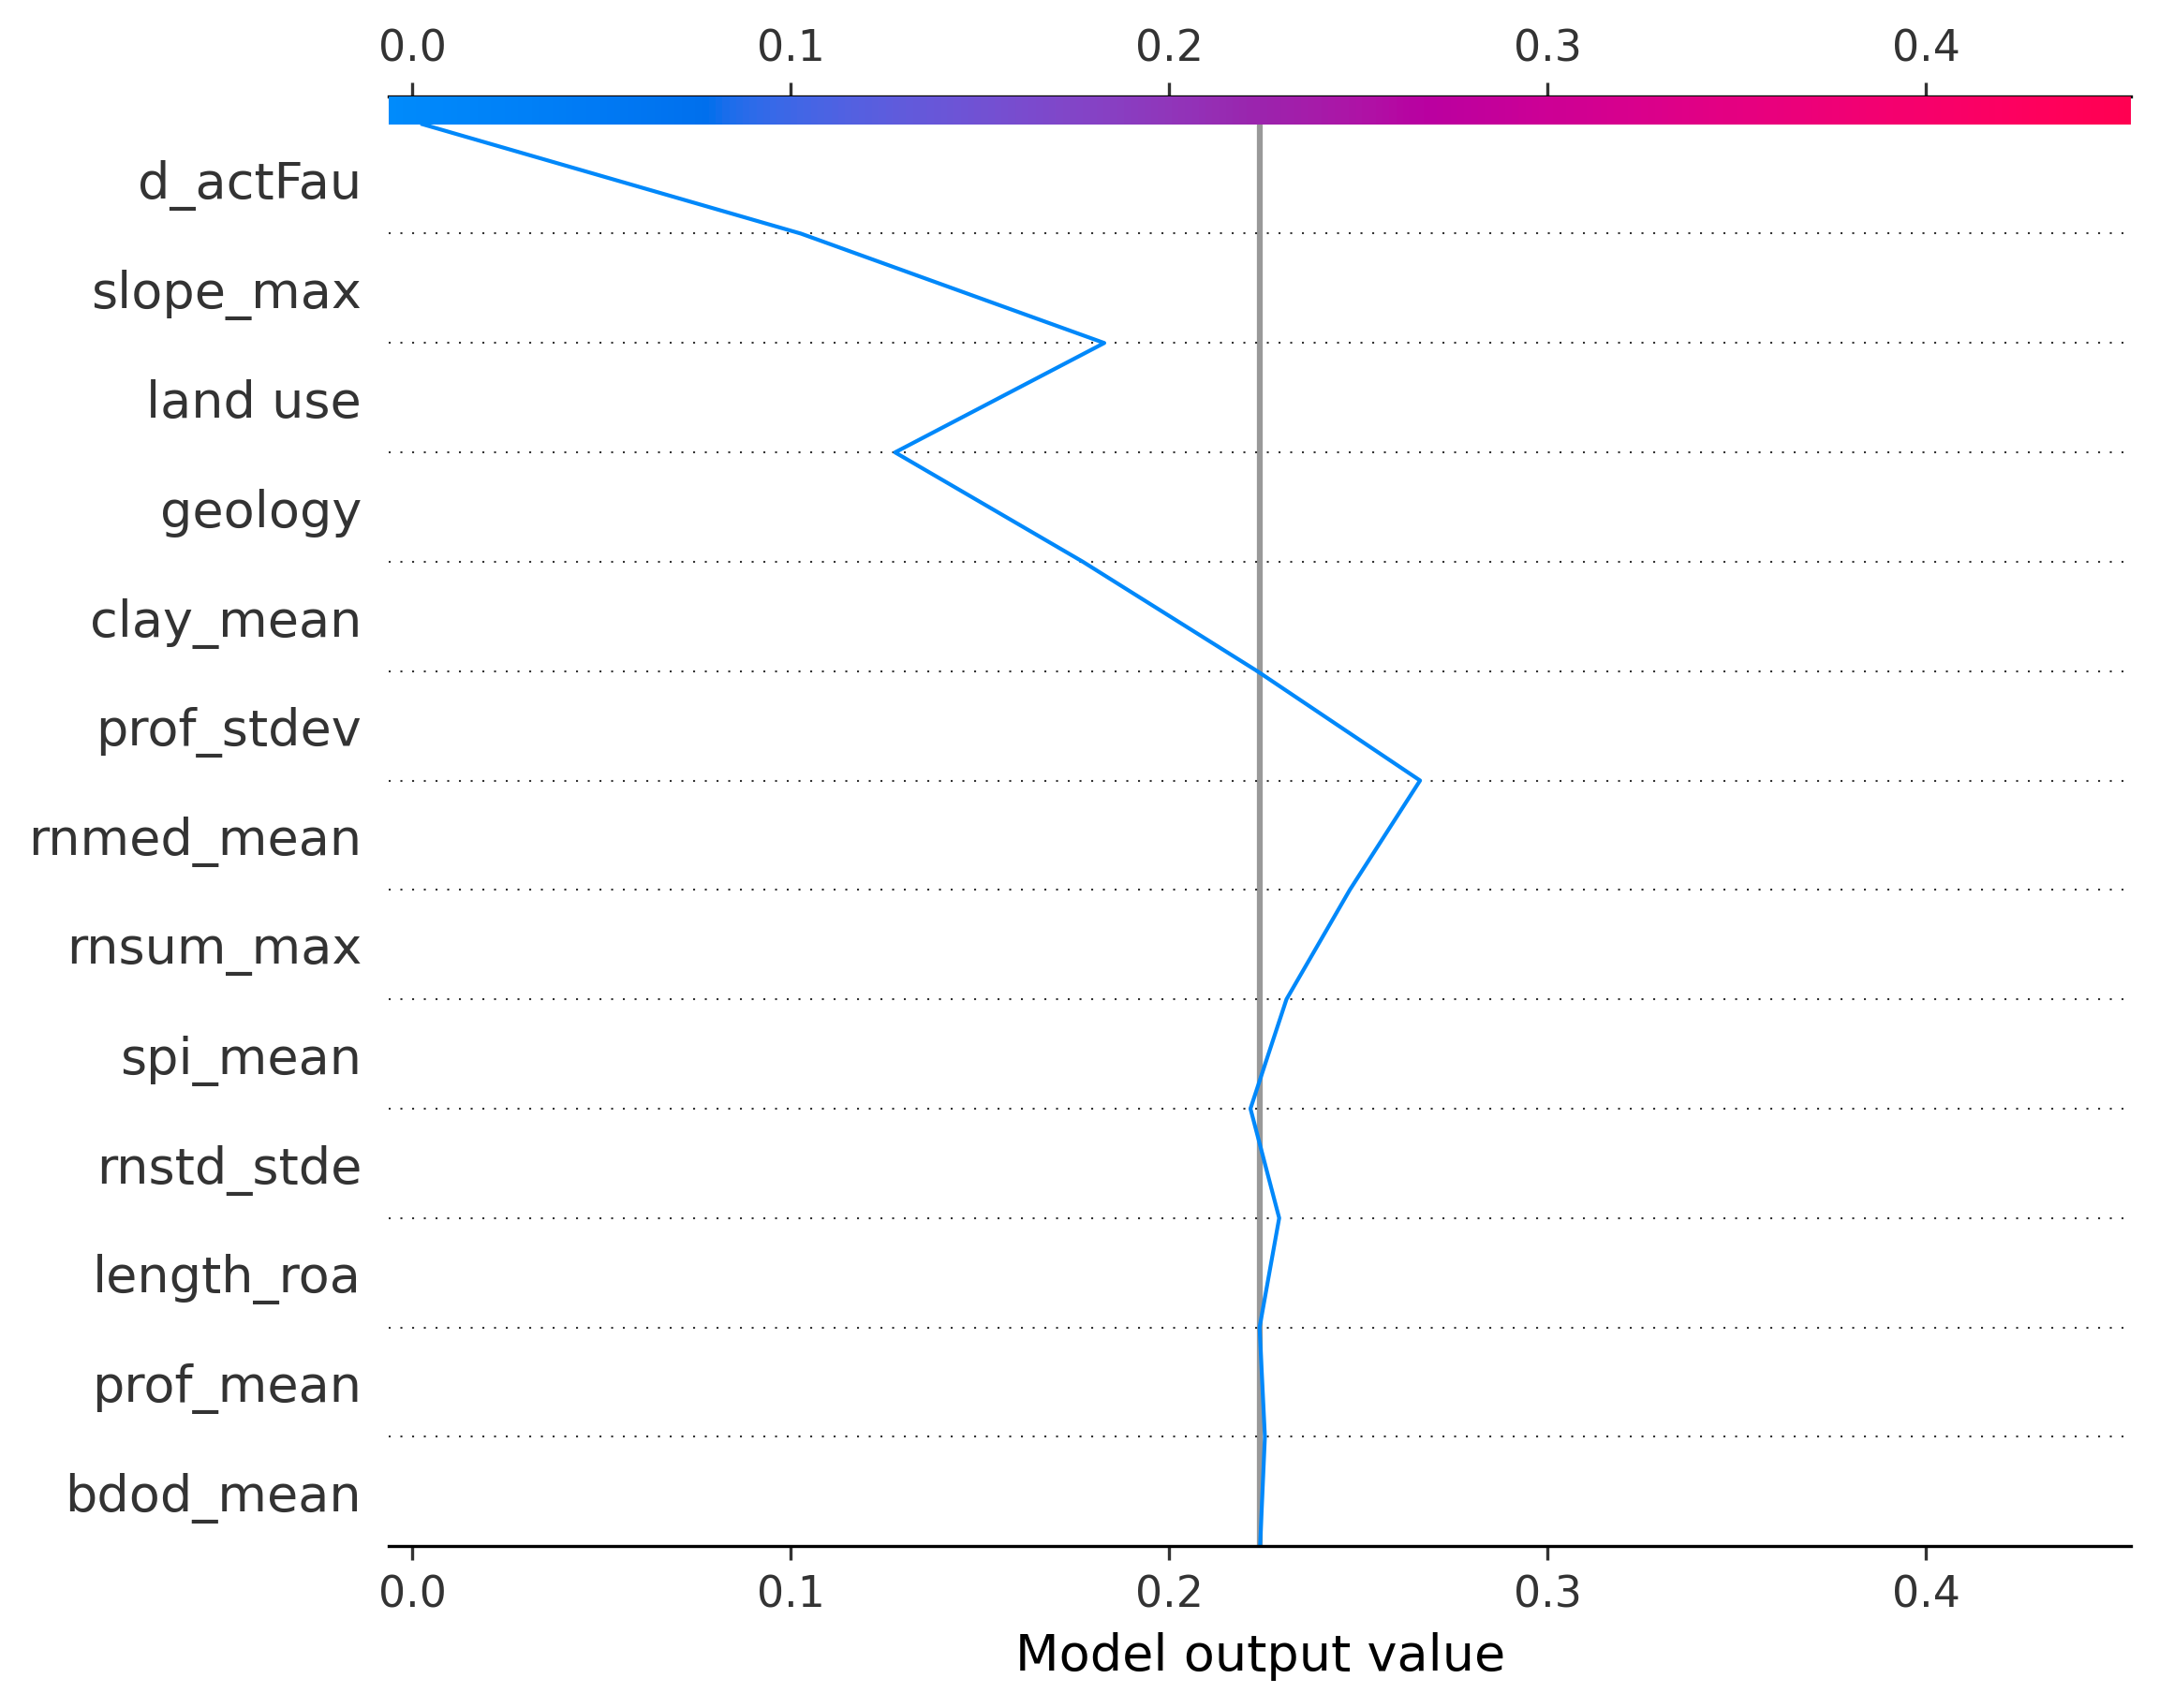 0.0 0.1 0.2 0.3 0.4
d_actFau
slope_max
land use
geology
clay_mean
prof_stdev
rnmed_mean
rnsum_max
spi_mean
rnstd_stde
length_roa
prof_mean
bdod_mean
0.0 0.1 0.2 0.3 0.4
Model output value